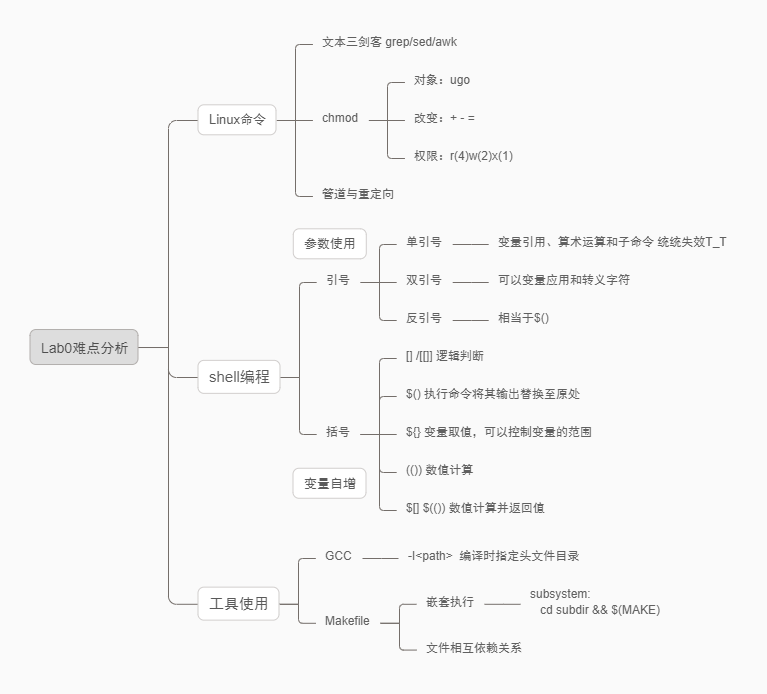 Lab0难点分析
Linux命令
文本三剑客 grep/sed/awk
chmod
对象：ugo
改变：+ - =
权限：r(4)w(2)x(1)
管道与重定向
shell编程
参数使用
引号
单引号
变量引用、算术运算和子命令 统统失效T_T
双引号
可以变量应用和转义字符
反引号
相当于$()
括号
[] /[[]] 逻辑判断
$() 执行命令将其输出替换至原处
${} 变量取值，可以控制变量的范围
(()) 数值计算
$[] $(()) 数值计算并返回值
变量自增
工具使用
GCC
-I<path>  编译时指定头文件目录
Makefile
嵌套执行
subsystem:
cd subdir && $(MAKE)
文件相互依赖关系